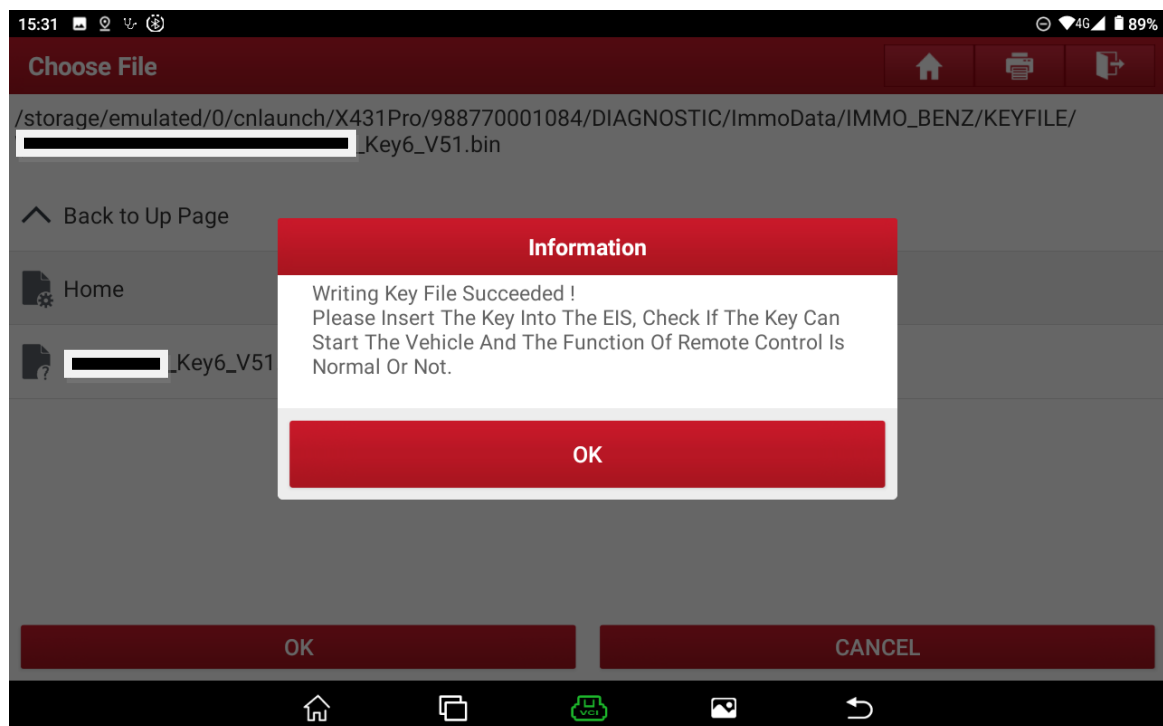 15:31
4G 89%
Choose File
/storage/emulated/0/cnlaunch/X431Pro/988770001084/DIAGNOSTIC/ImmoData/IMMO_BENZ/KEYFILE/
_Key6_V51.bin
Back to Up Page
Information
Home
Writing Key File Succeeded !
Please Insert The Key Into The EIS, Check If The Key Can
Start The Vehicle And The Function Of Remote Control Is
Normal Or Not.
_Key6_V51
OK
OK
CANCEL
VCI